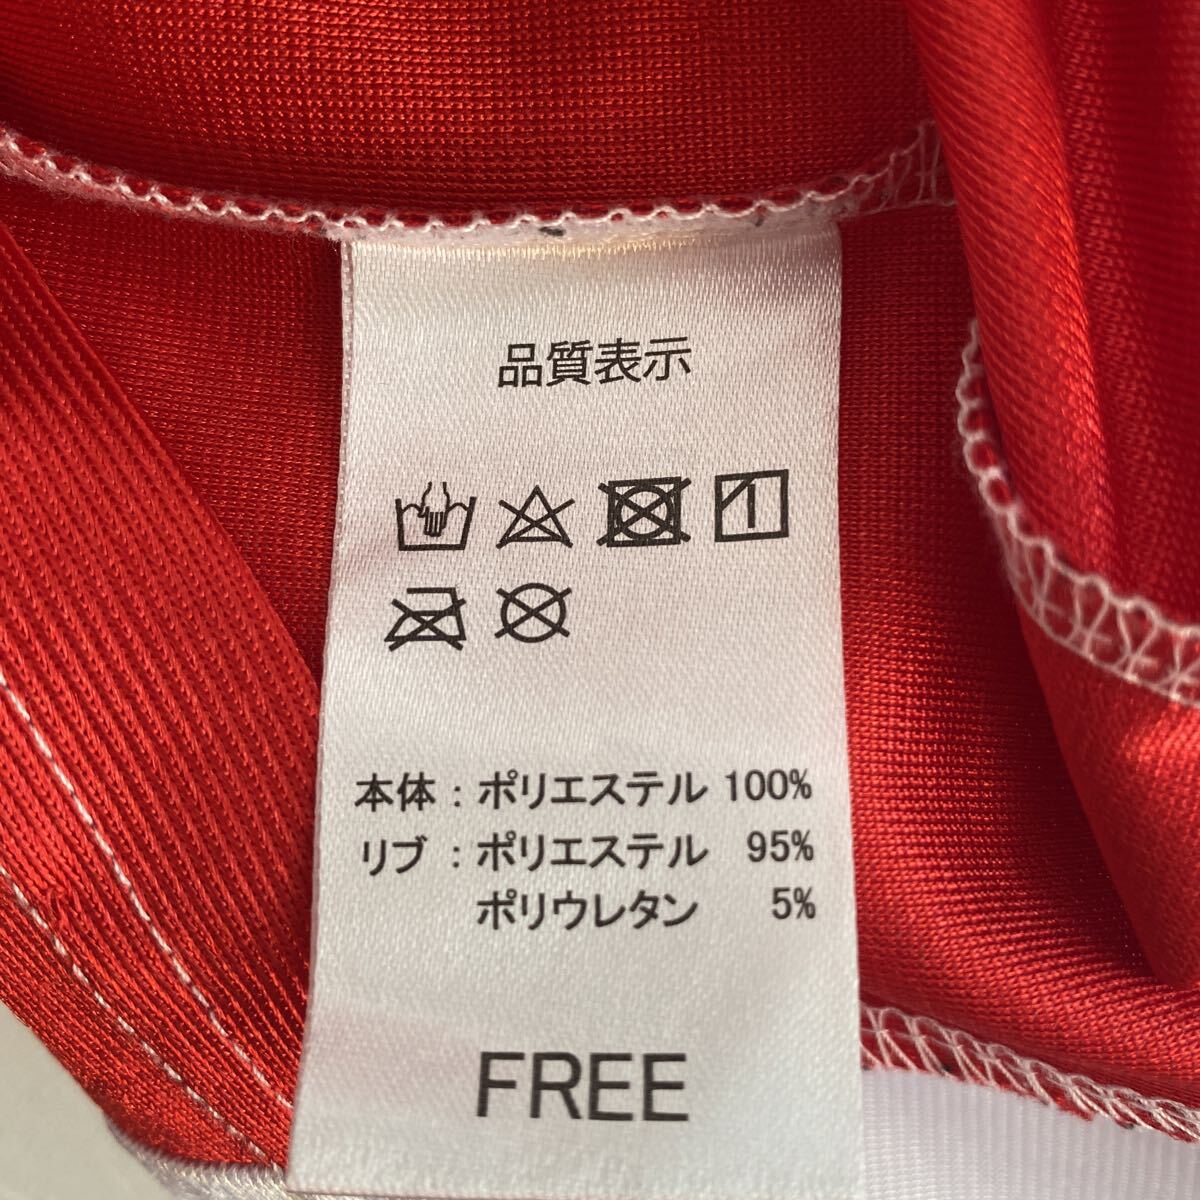 品質表示
本体 : ポリエステル 100%
リブ : ポリエステル 95%
ポリウレタン 5%
FREE